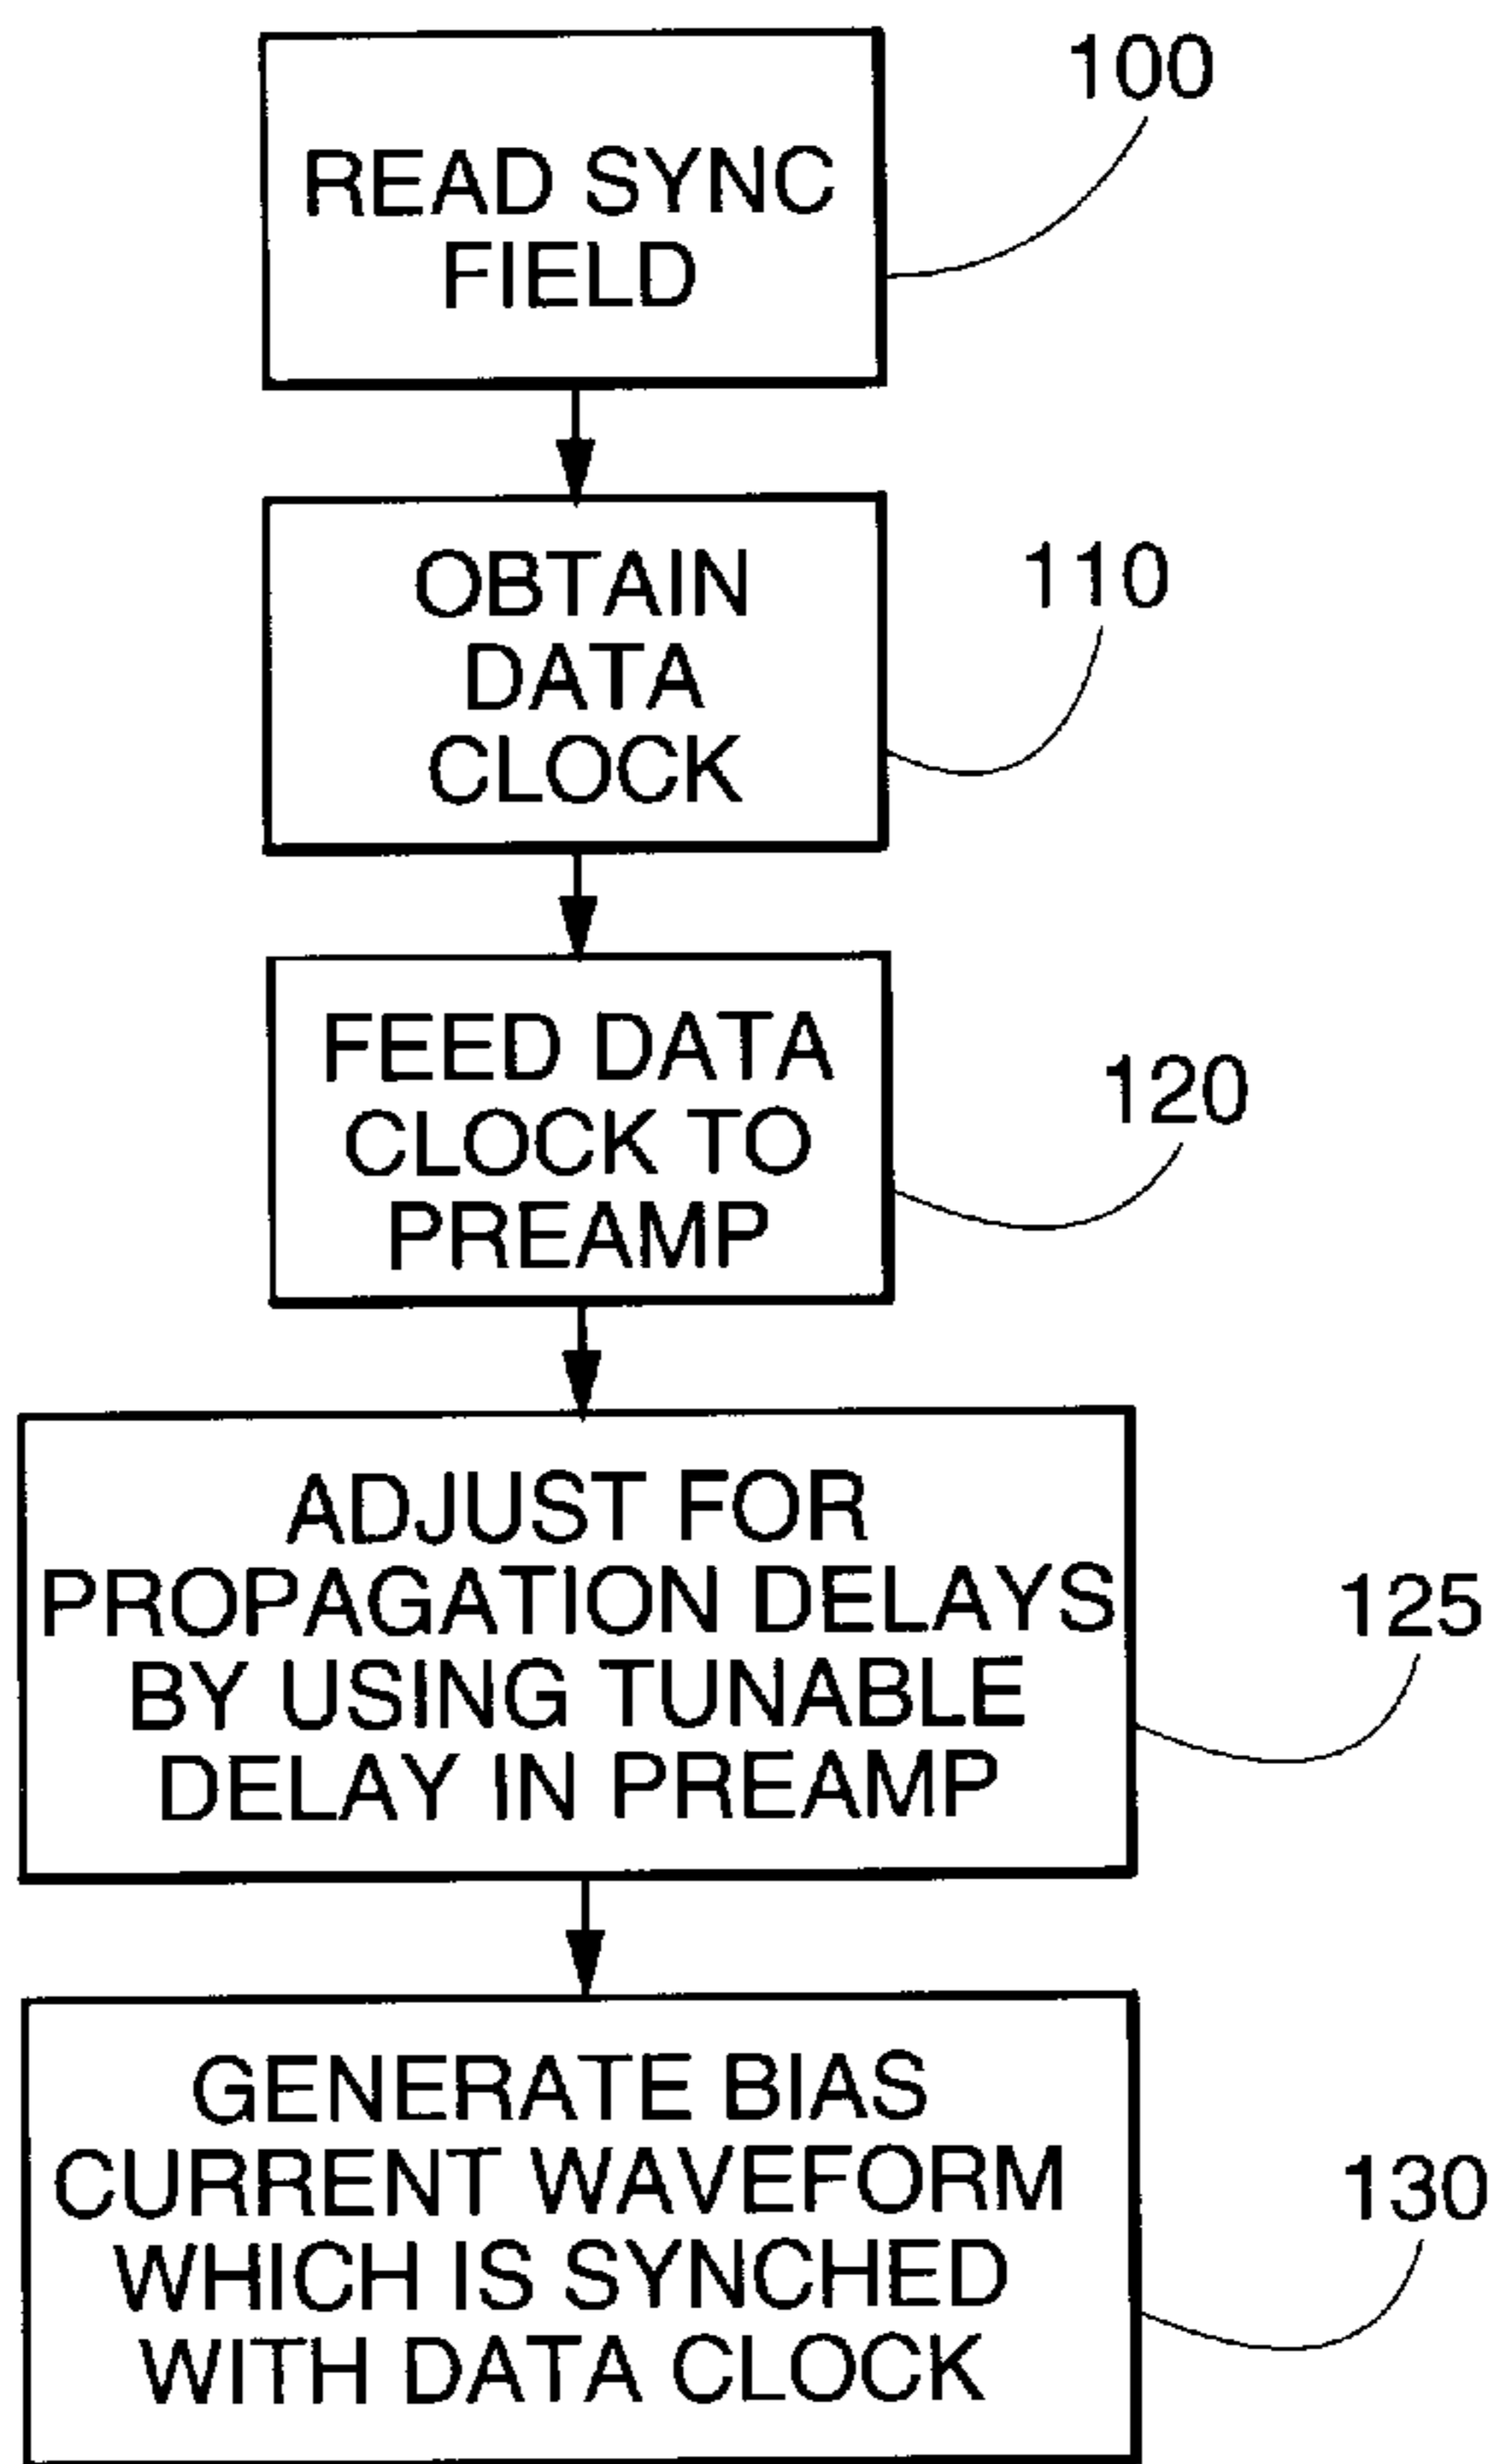 100
READ SYNC
FIELD
110
OBTAIN
DATA
CLOCK
120
FEED DATA
CLOCK TO
PREAMP
125
ADJUST FOR
PROPAGATION DELAYS
BY USING TUNABLE
DELAY IN PREAMP
130
GENERATE BIAS
CURRENT WAVEFORM
WHICH IS SYNCHED
WITH DATA CLOCK